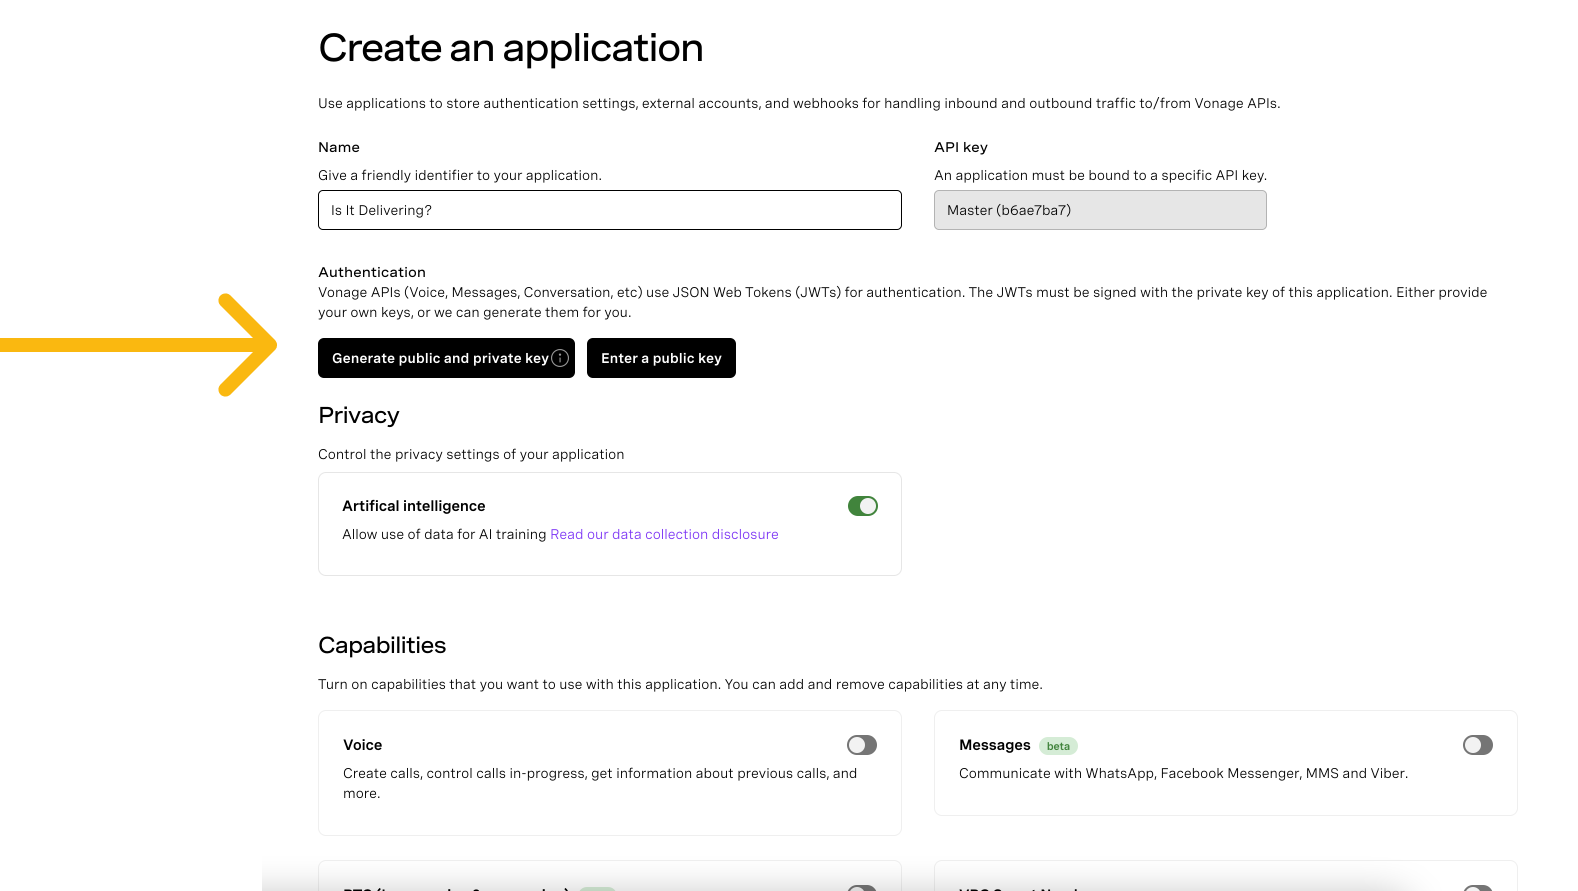 Create an application
Use applications to store authentication settings, external accounts, and webhooks for handling inbound and outbound traffic to/from Vonage APIs.
Name
API key
Give a friendly identifier to your application.
An application must be bound to a specific API key.
Is It Delivering?
Master (b6ae7ba7)
Authentication
Vonage APIs (Voice, Messages, Conversation, etc) use JSON Web Tokens (JWTs) for authentication. The JWTs must be signed with the private key of this application. Either provide
your own keys, or we can generate them for you.
Generate public and private key
Enter a public key
Privacy
Control the privacy settings of your application
Artifical intelligence
Allow use of data for AI training Read our data collection disclosure
Capabilities
Turn on capabilities that you want to use with this application. You can add and remove capabilities at any time.
Voice
Messages beta
Create calls, control calls in-progress, get information about previous calls, and
more.
Communicate with WhatsApp, Facebook Messenger, MMS and Viber.